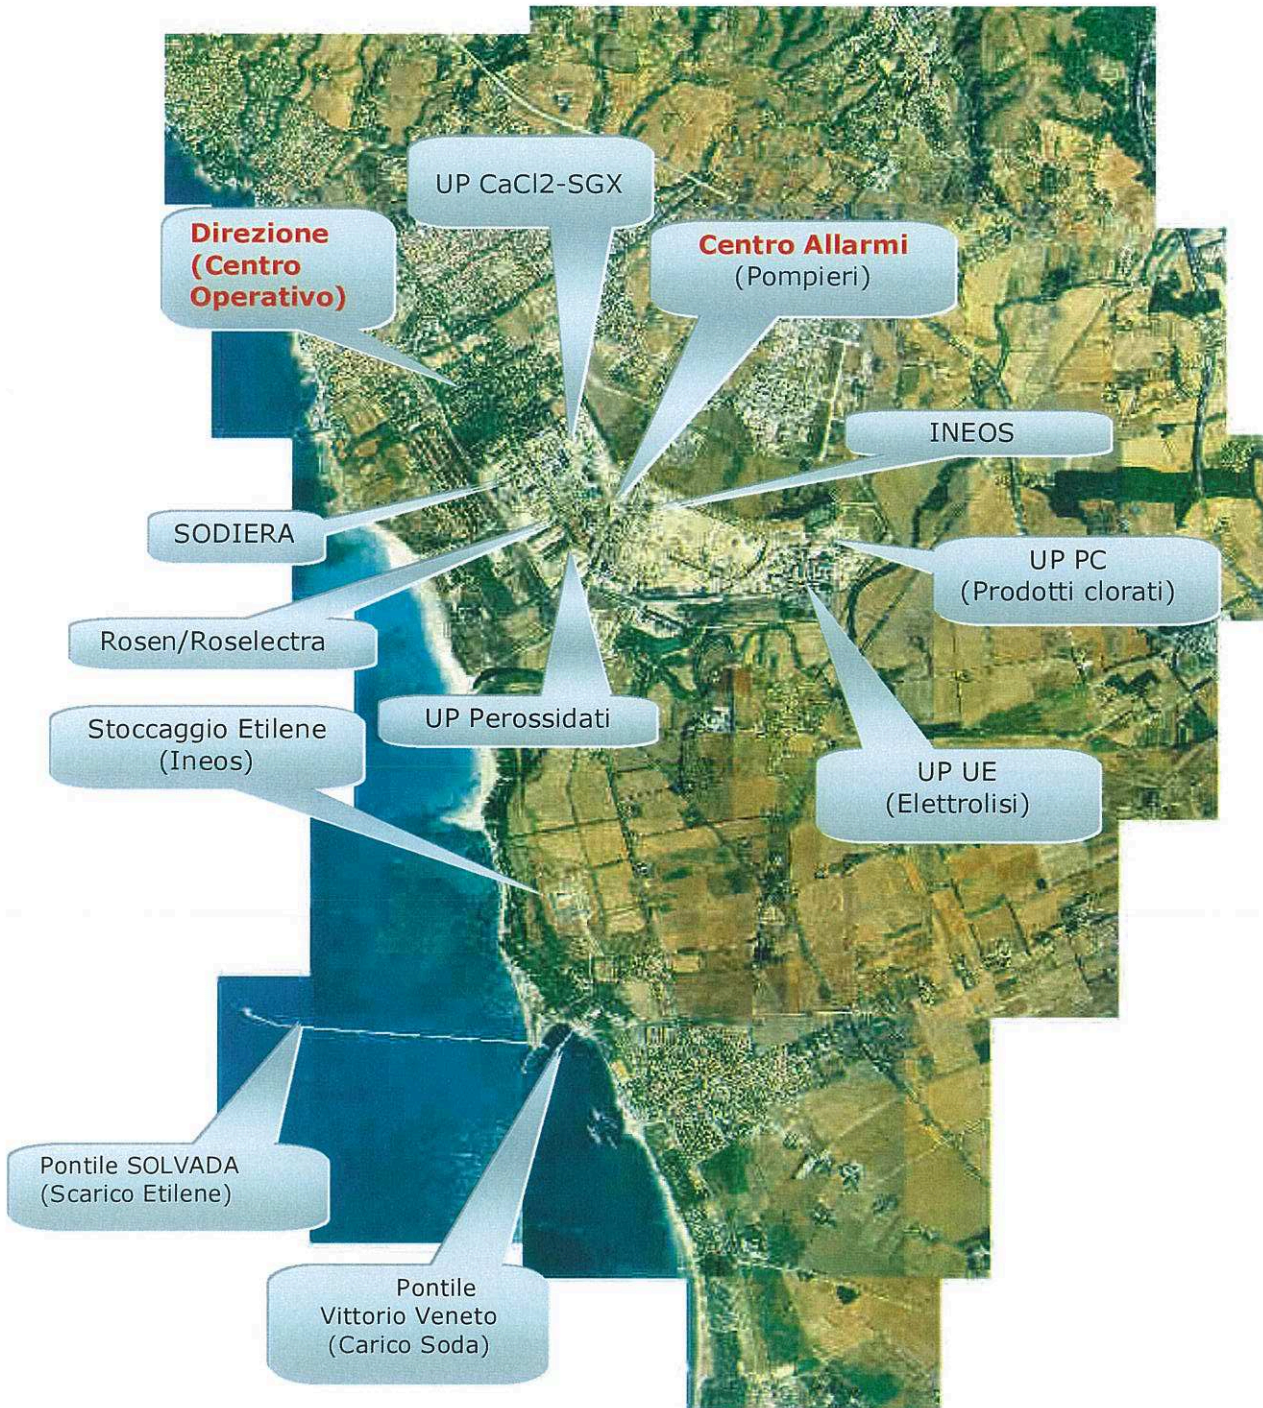 UP CaCl2-SGX
Direzione
(Centro
Operativo)
Centro Allarmi
(Pompieri)
INEOS
SODIERA
UP PC
(Prodotti clorati)
Rosen/Roselectra
UP Perossidati
Stoccaggio Etilene
(Ineos)
UP UE
(Elettrolisi)
Pontile SOLVADA
(Scarico Etilene)
Pontile
Vittorio Veneto
(Carico Soda)